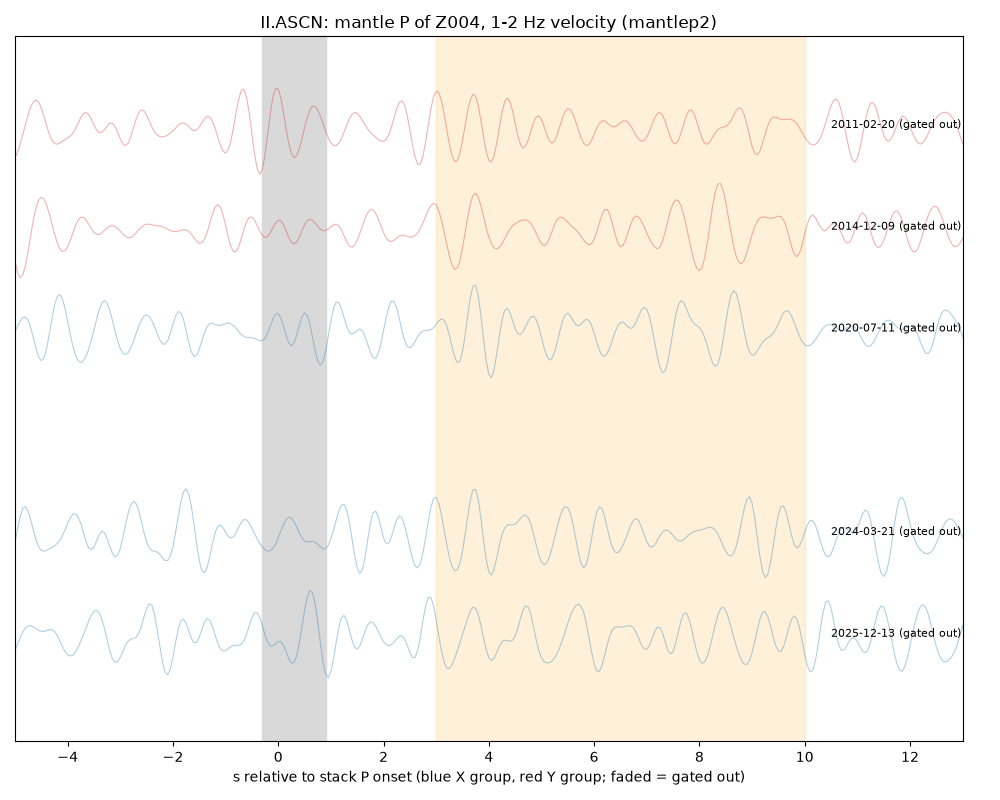 II.ASCN: mantle P of Z004, 1-2 Hz velocity (mantlep2)
2011-02-20 (gated out)
2014-12-09 (gated out)
2020-07-11 (gated out)
2024-03-21 (gated out)
2025-12-13 (gated out)
−4 −2 0 2 4 6 8 10 12
s relative to stack P onset (blue X group, red Y group; faded = gated out)